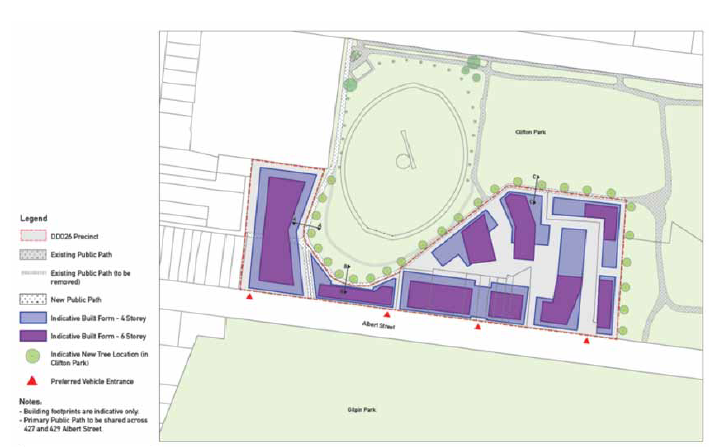 Clifton Park
C
C
A
B
Albert Street
Gilpin Park
Legend
DDO26 Precinct
Existing Public Path
Existing Public Path (to be
removed)
New Public Path
Indicative Built Form - 4 Storey
Indicative Built Form - 6 Storey
Indicative New Tree Location (in
Clifton Park)
Preferred Vehicle Entrance
Notes.
- Building footprints are indicative only.
- Primary Public Path to be shared across
427 and 429 Albert Street